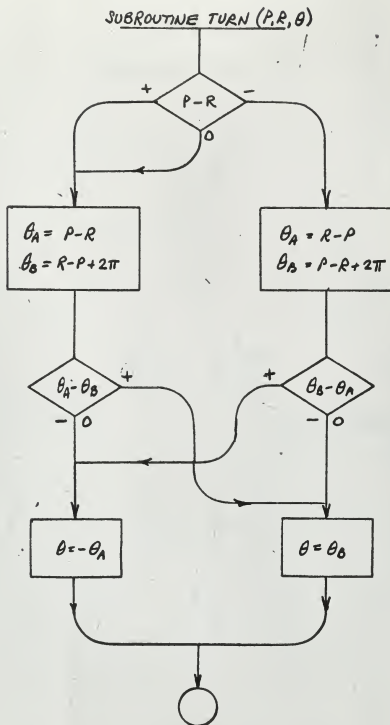 SUBROUTINE TURN (P,R,θ)
+
P-R
-
0
θA = P-R
θB = R-P+2π
θA = R-P
θB = P-R+2π
θA-θB
+
- 0
+
θB-θA
- 0
θ=-θA
θ=θB